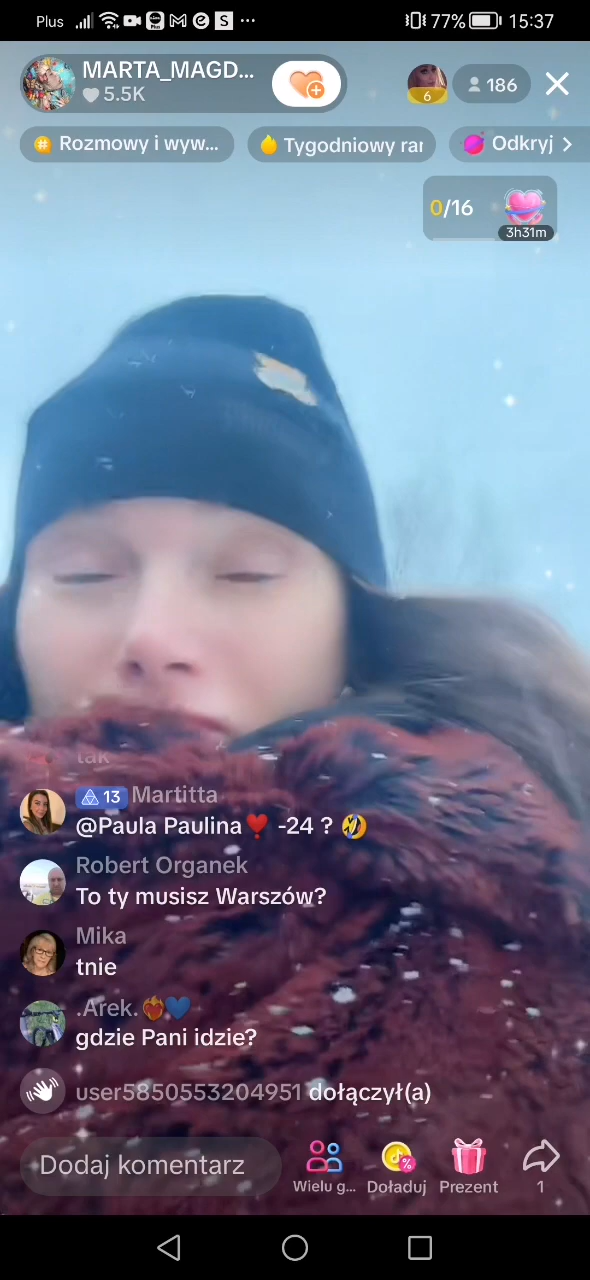 Plus 77% 15:37
MARTA_MAGD...
5.5K
6
186
Rozmowy i wyw...
Tygodniowy rar
Odkryj
0/16
3h31m
tak
13 Martitta
@Paula Paulina -24 ?
Robert Organek
To ty musisz Warszów?
Mika
tnie
.Arek.
gdzie Pani idzie?
user5850553204951 dołączył(a)
Dodaj komentarz
Wielu g...
Doładuj
Prezent
1